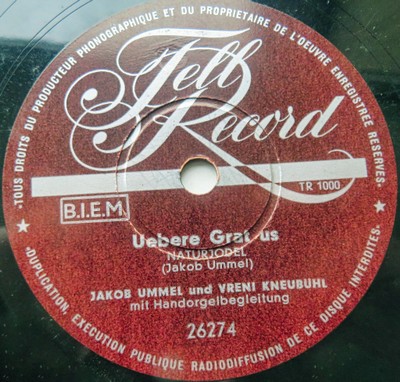 TOUS DROITS DU PRODUCTEUR PHONOGRAPHIQUE ET DU PROPRIETAIRE DE L'OEUVRE ENREGISTREE RESERVES.
Tell
Record
TR 1000
B.I.E.M.
Uebere Grat us
NATURJODEL
(Jakob Ummel)
JAKOB UMMEL und VRENI KNEUBUHL
mit Handorgelbegleitung
26274
DUPLICATION, EXECUTION PUBLIQUE RADIODIFFUSION DE CE DISQUE INTERDITES.